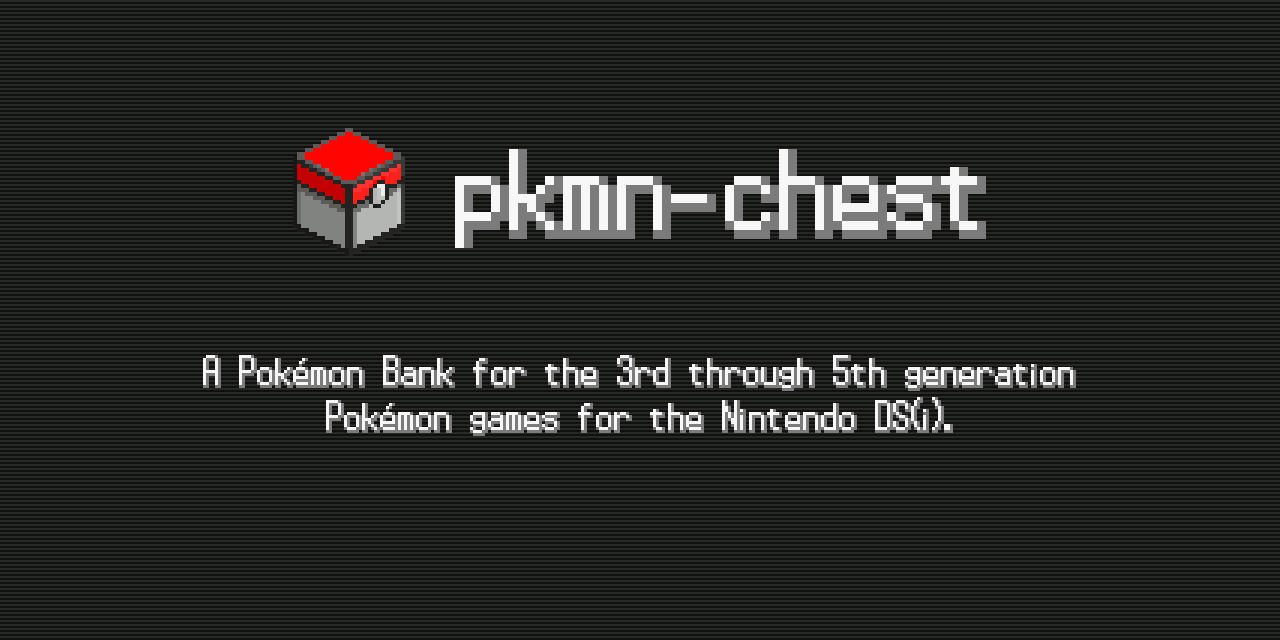 pkmn-chest
A Pokémon Bank for the 3rd through 5th generation
Pokémon games for the Nintendo DS(i).